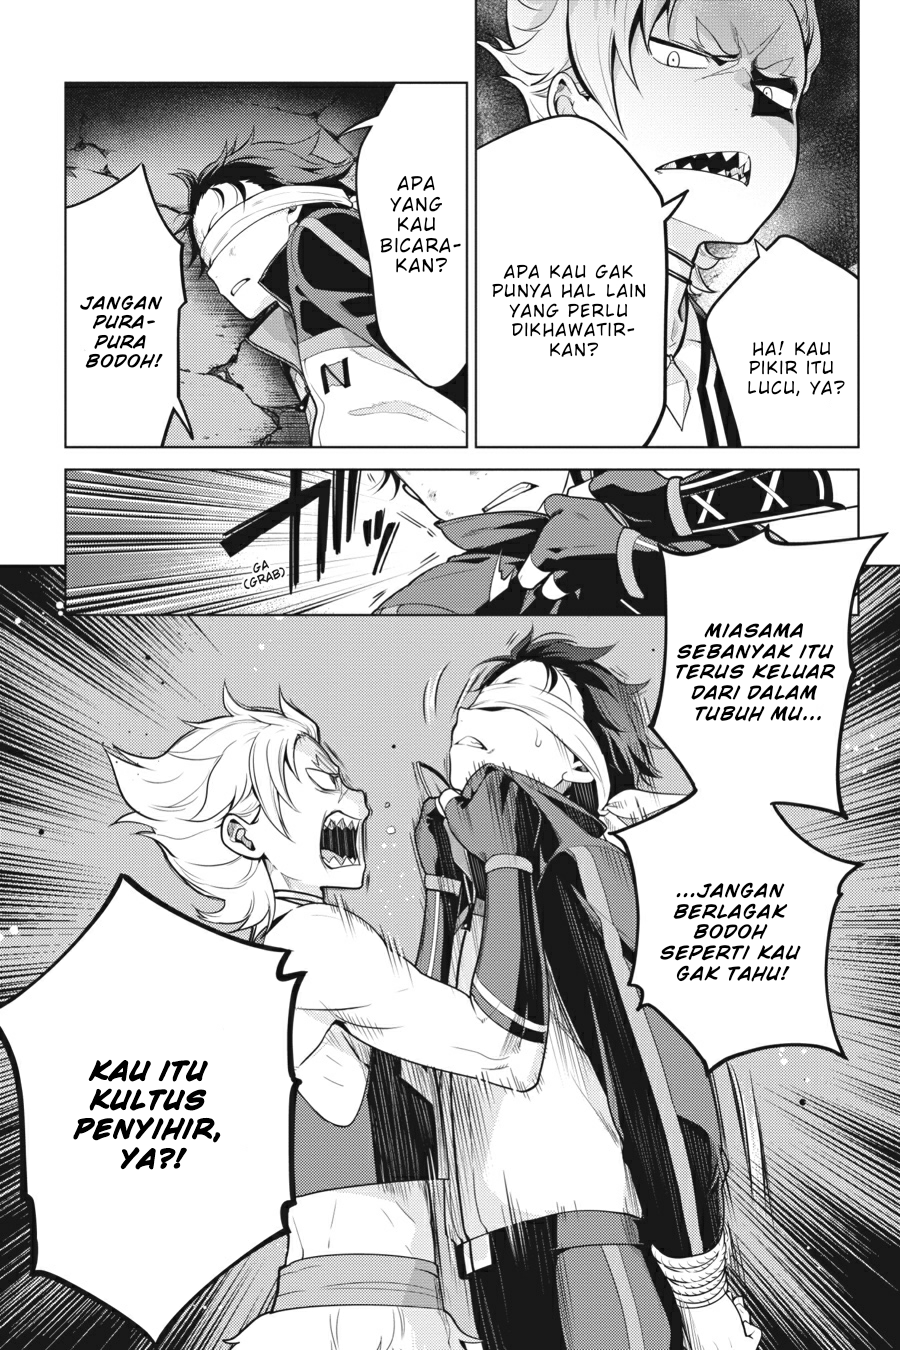 HA! KAU
PIKIR ITU
LUCU, YA?
APA KAU GAK
PUNYA HAL LAIN
YANG PERLU
DIKHAWATIR-
KAN?
APA
YANG
KAU
BICARA-
KAN?
JANGAN
PURA-
PURA
BODOH!
GA
(GRAB)
MIASAMA
SEBANYAK ITU
TERUS KELUAR
DARI DALAM
TUBUH MU...
...JANGAN
BERLAGAK
BODOH
SEPERTI KAU
GAK TAHU!
KAU ITU
KULTUS
PENYIHIR,
YA?!